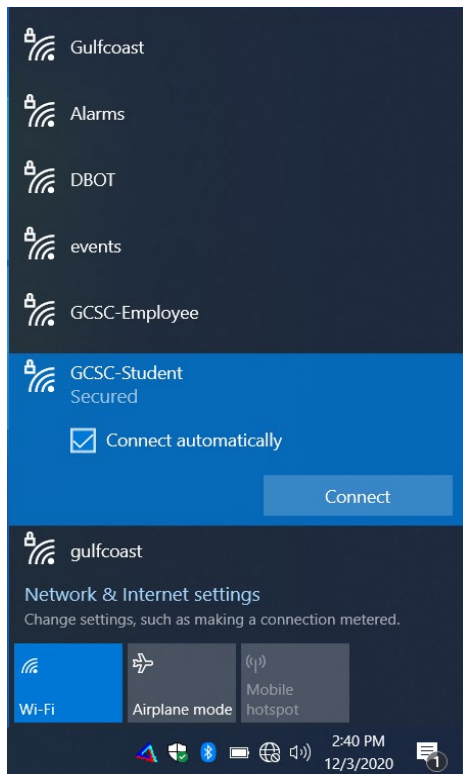 Gulfcoast
Alarms
DBOT
events
GCSC-Employee
GCSC-Student
Secured
Connect automatically
Connect
gulfcoast
Network & Internet settings
Change settings, such as making a connection metered.
Wi-Fi
Airplane mode
Mobile
hotspot
2:40 PM
12/3/2020
1